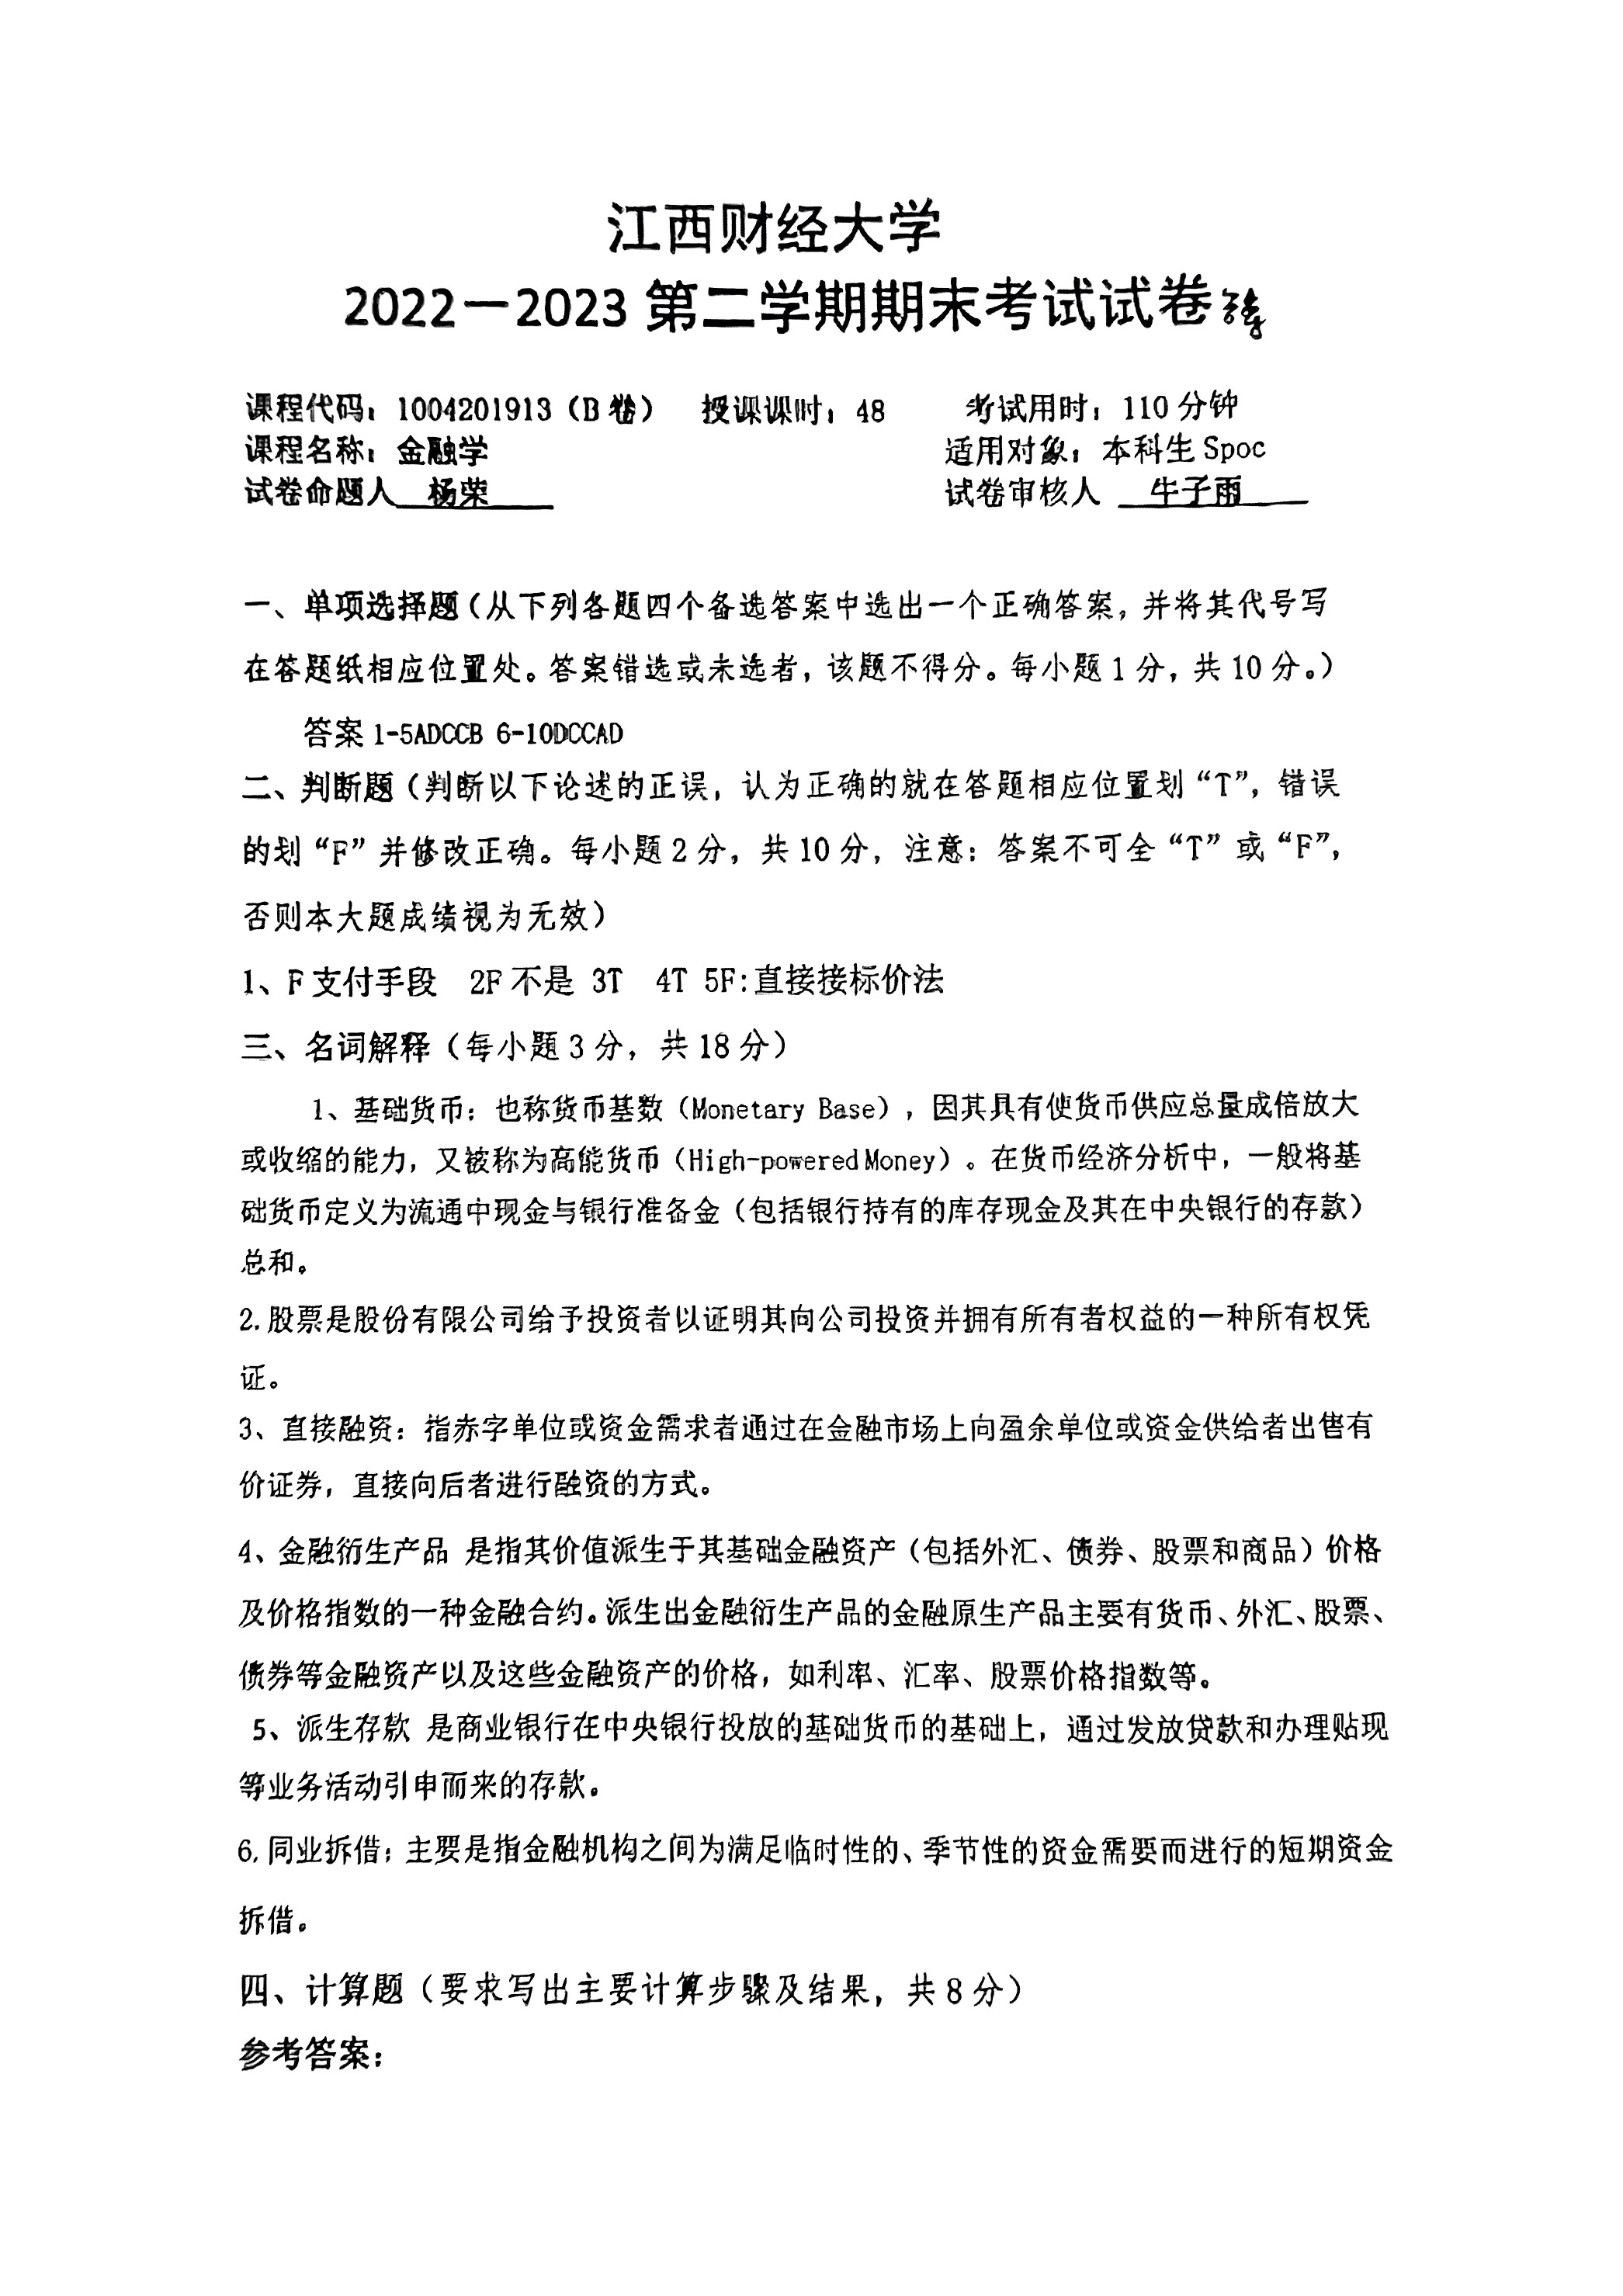 江西财经大学
2022—2023 第二学期期末考试试卷
课程代码：1004201913（B 卷） 授课课时：48 考试用时：110 分钟
课程名称：金融学 适用对象：本科生 Spoc
试卷命题人 杨荣 试卷审核人 牛子雨
一、单项选择题（从下列各题四个备选答案中选出一个正确答案，并将其代号写
在答题纸相应位置处。答案错选或未选者，该题不得分。每小题 1 分，共 10 分。）
答案 1-5ADCCB 6-10DCCAD
二、判断题（判断以下论述的正误，认为正确的就在答题相应位置划“T”，错误
的划“F”并修改正确。每小题 2 分，共 10 分，注意：答案不可全“T”或“F”，
否则本大题成绩视为无效）
1、F 支付手段 2F 不是 3T 4T 5F:直接接标价法
三、名词解释（每小题 3 分，共 18 分）
1、基础货币：也称货币基数（Monetary Base），因其具有使货币供应总量成倍放大
或收缩的能力，又被称为高能货币（High-powered Money）。在货币经济分析中，一般将基
础货币定义为流通中现金与银行准备金（包括银行持有的库存现金及其在中央银行的存款）
总和。
2.股票是股份有限公司给予投资者以证明其向公司投资并拥有所有者权益的一种所有权凭
证。
3、直接融资：指赤字单位或资金需求者通过在金融市场上向盈余单位或资金供给者出售有
价证券，直接向后者进行融资的方式。
4、金融衍生产品 是指其价值派生于其基础金融资产（包括外汇、债券、股票和商品）价格
及价格指数的一种金融合约。派生出金融衍生产品的金融原生产品主要有货币、外汇、股票、
债券等金融资产以及这些金融资产的价格，如利率、汇率、股票价格指数等。
5、派生存款 是商业银行在中央银行投放的基础货币的基础上，通过发放贷款和办理贴现
等业务活动引申而来的存款。
6.同业拆借：主要是指金融机构之间为满足临时性的、季节性的资金需要而进行的短期资金
拆借。
四、计算题（要求写出主要计算步骤及结果，共 8 分）
参考答案：